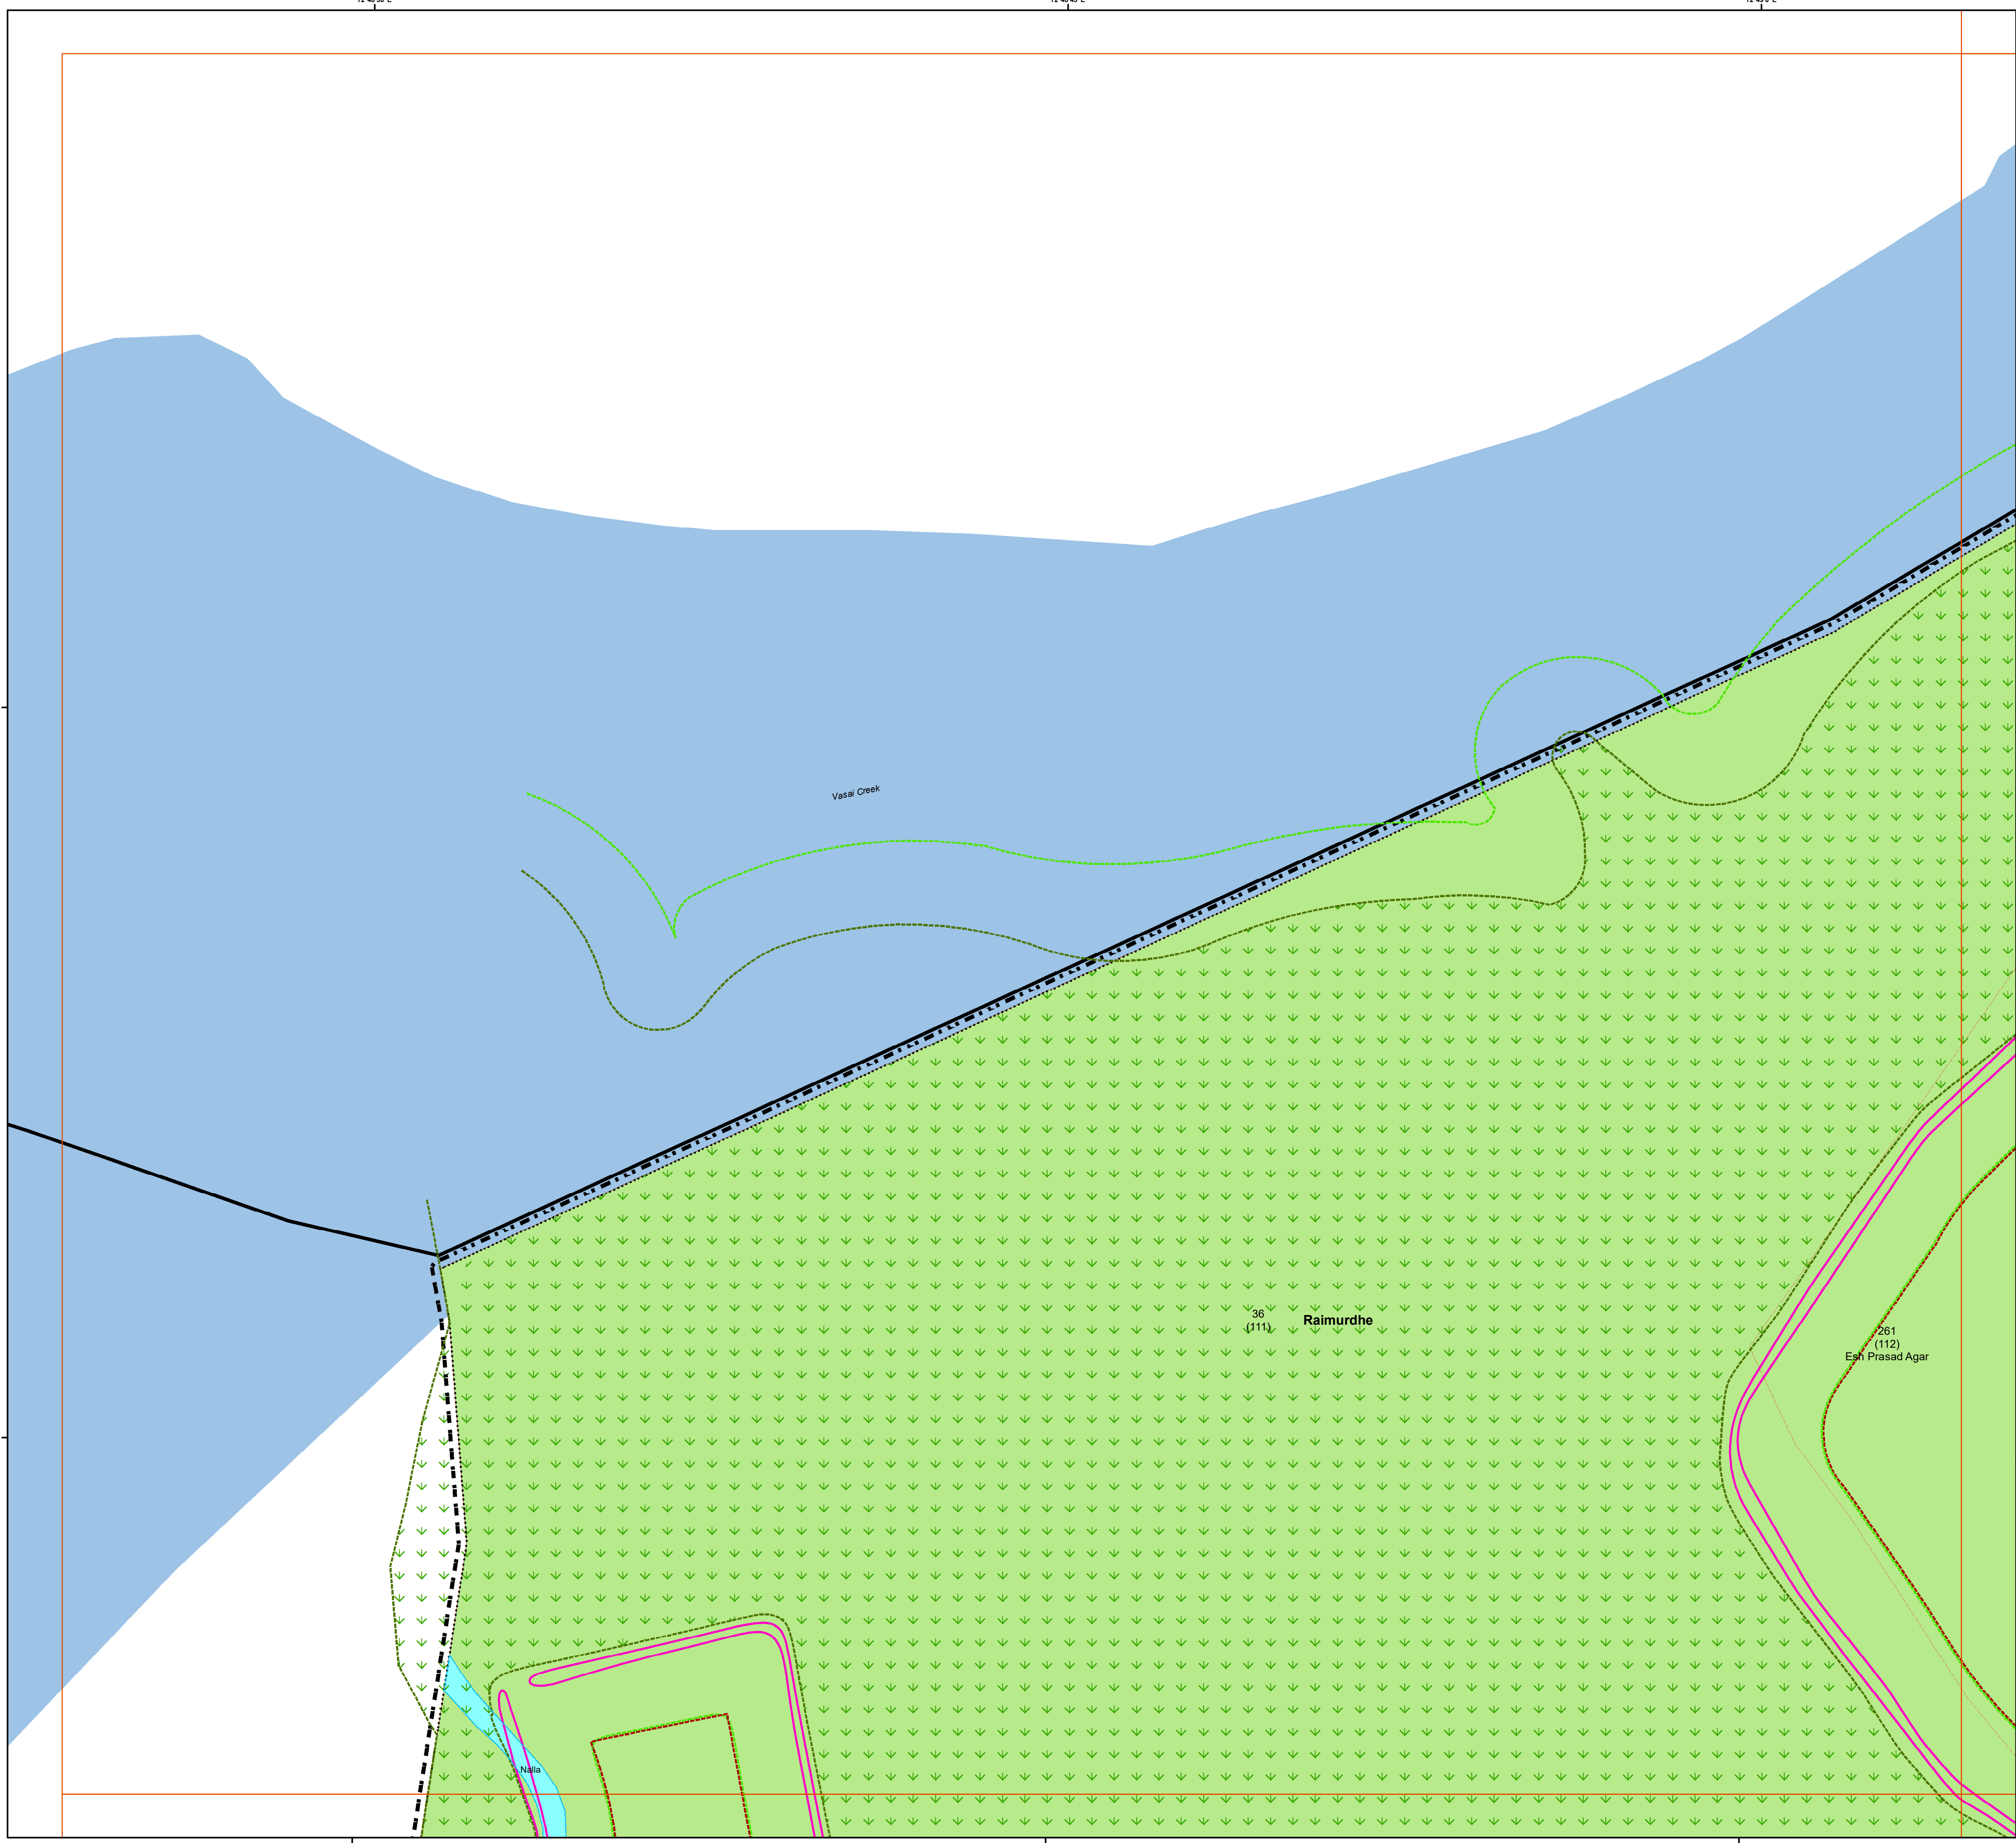 Vasai Creek
36
(111)
Raimurdhe
261
(112)
Esh Prasad Agar
Nalla